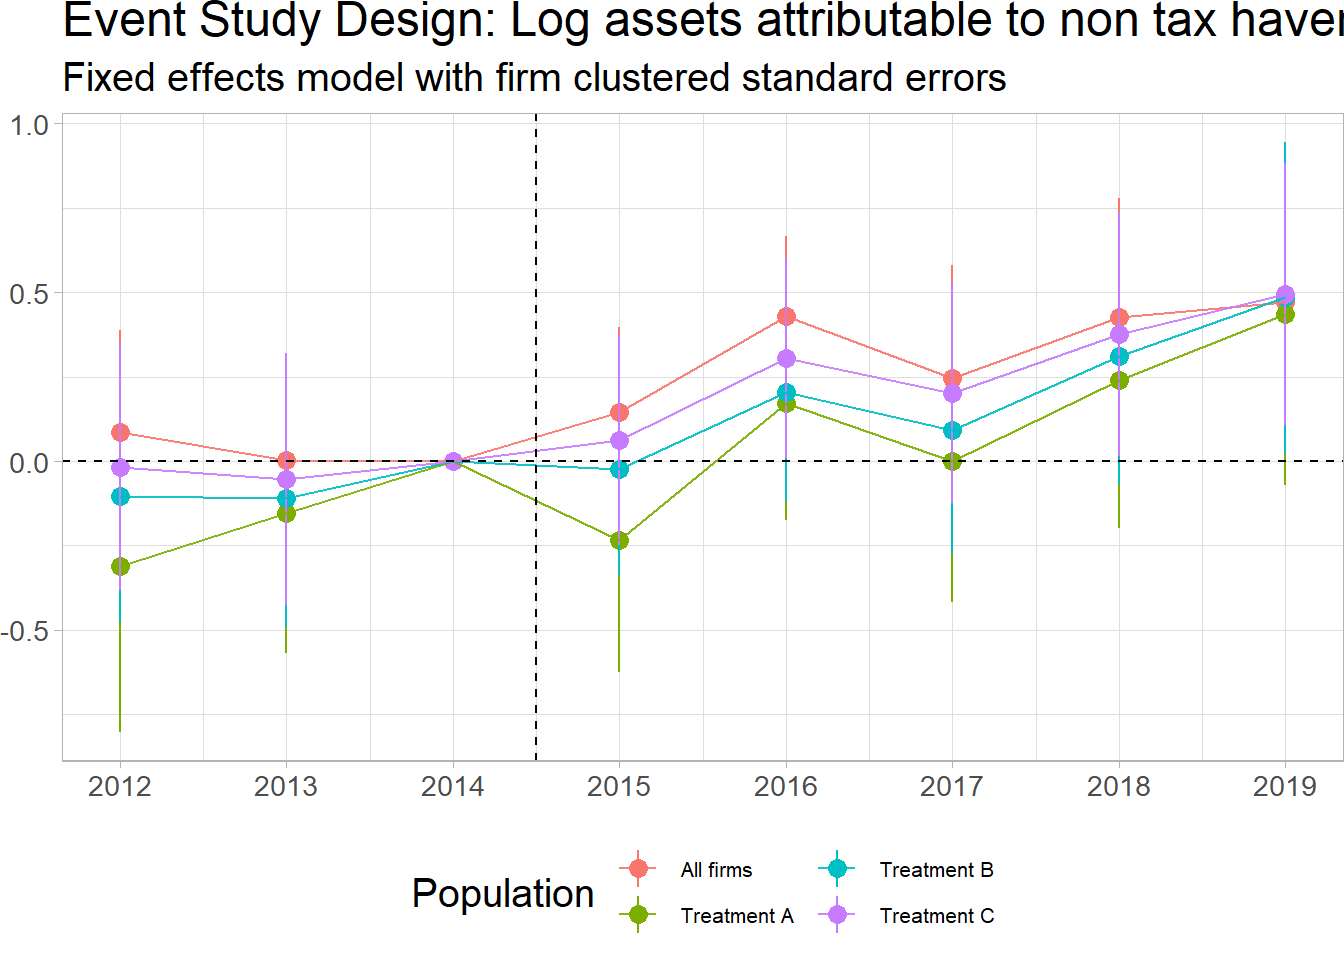 Event Study Design: Log assets attributable to non tax haven
Fixed effects model with firm clustered standard errors
1.0
0.5
0.0
-0.5
2012 2013 2014 2015 2016 2017 2018 2019
Population
All firms
Treatment A
Treatment B
Treatment C